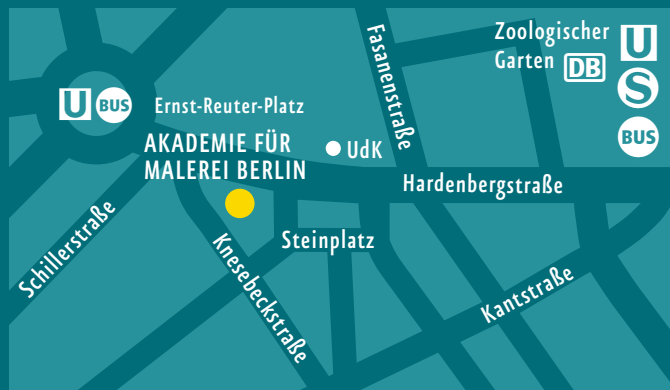 Zoologischer
Garten DB
U
S
BUS
Fasanenstraße
U BUS Ernst-Reuter-Platz
AKADEMIE FÜR
MALEREI BERLIN
UdK
Hardenbergstraße
Schillerstraße
Steinplatz
Knesebeckstraße
Kantstraße